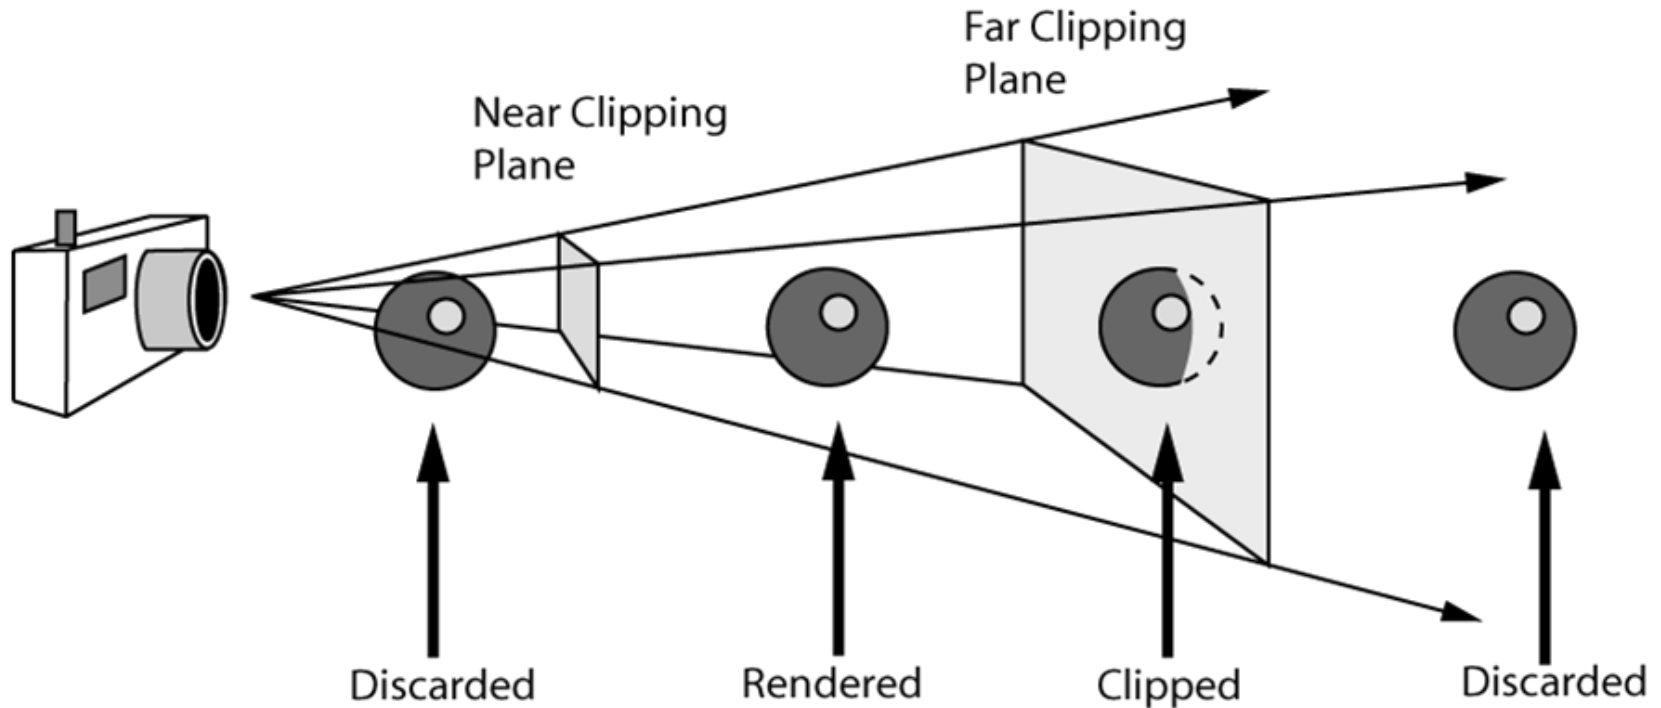 Far Clipping
Plane
Near Clipping
Plane
Discarded
Rendered
Clipped
Discarded